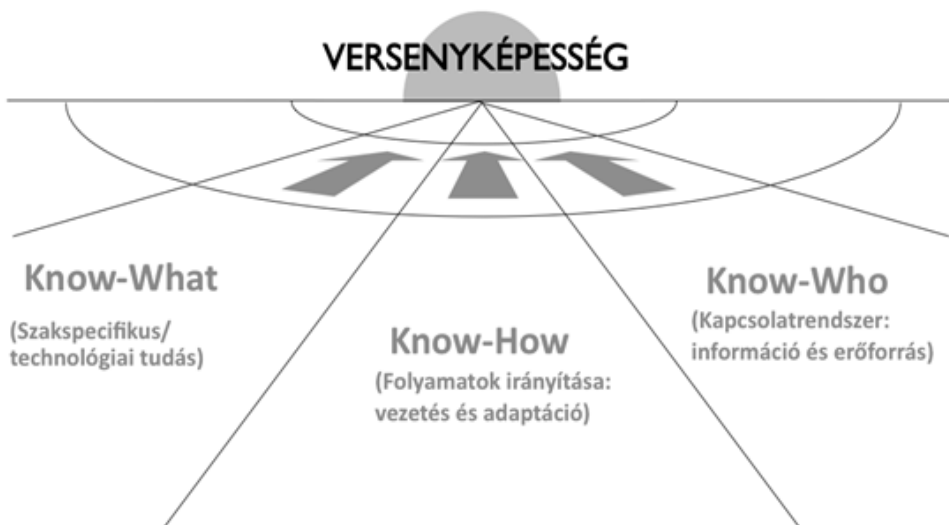 VERSENYKÉPESSÉG
Know-What
(Szakspecifikus/
technológiai tudás)
Know-How
(Folyamatok irányítása:
vezetés és adaptáció)
Know-Who
(Kapcsolatrendszer:
információ és erőforrás)